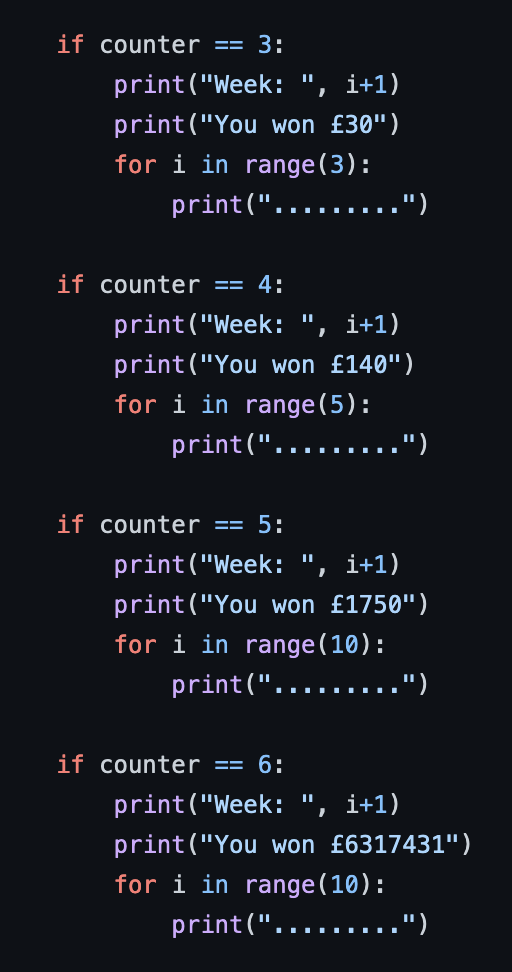 if counter == 3:
    print("Week: ", i+1)
    print("You won £30")
    for i in range(3):
        print(".........")

if counter == 4:
    print("Week: ", i+1)
    print("You won £140")
    for i in range(5):
        print(".........")

if counter == 5:
    print("Week: ", i+1)
    print("You won £1750")
    for i in range(10):
        print(".........")

if counter == 6:
    print("Week: ", i+1)
    print("You won £6317431")
    for i in range(10):
        print(".........")